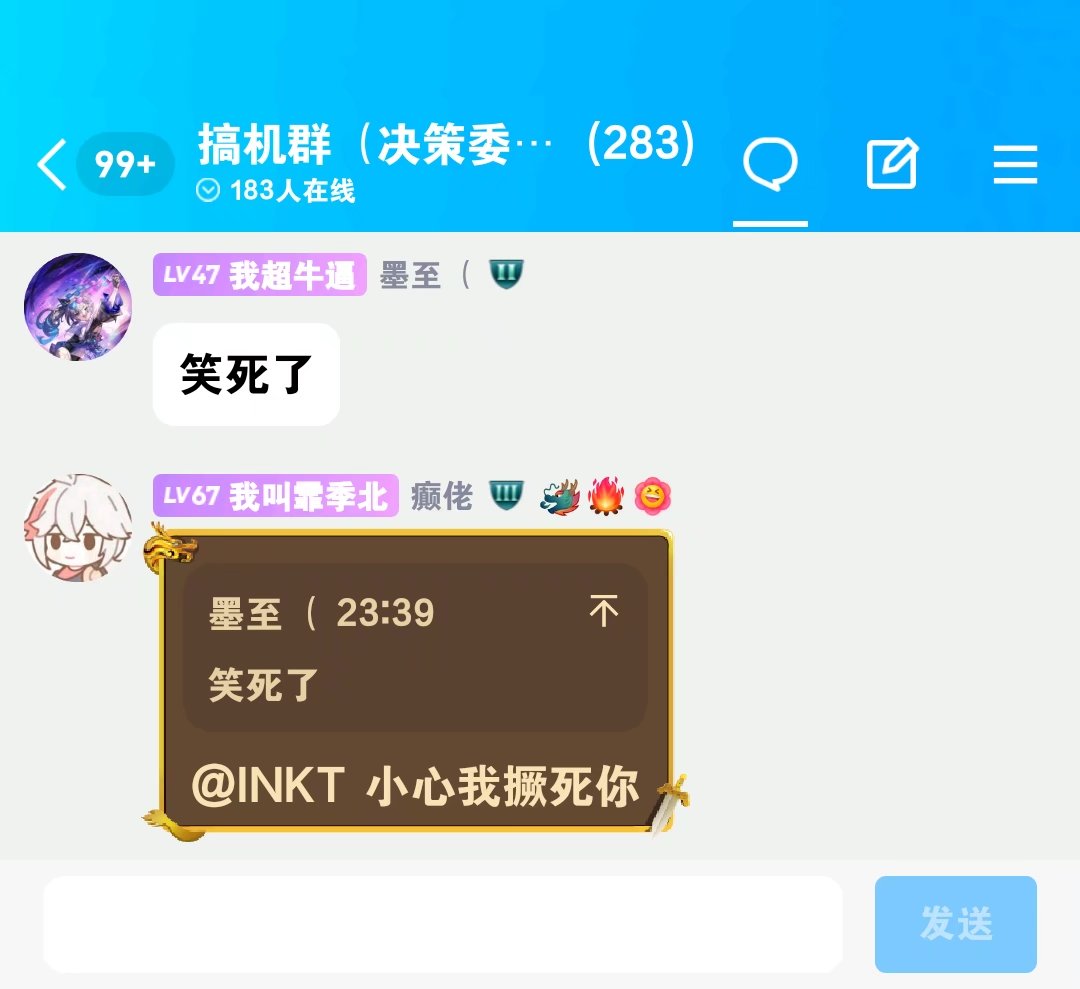 99+
搞机群（决策委… (283)
183人在线
LV47 我超牛逼 墨至（ II
笑死了
LV67 我叫霏季北 癫佬 III
墨至（ 23:39
笑死了
@INKT 小心我撅死你
发送